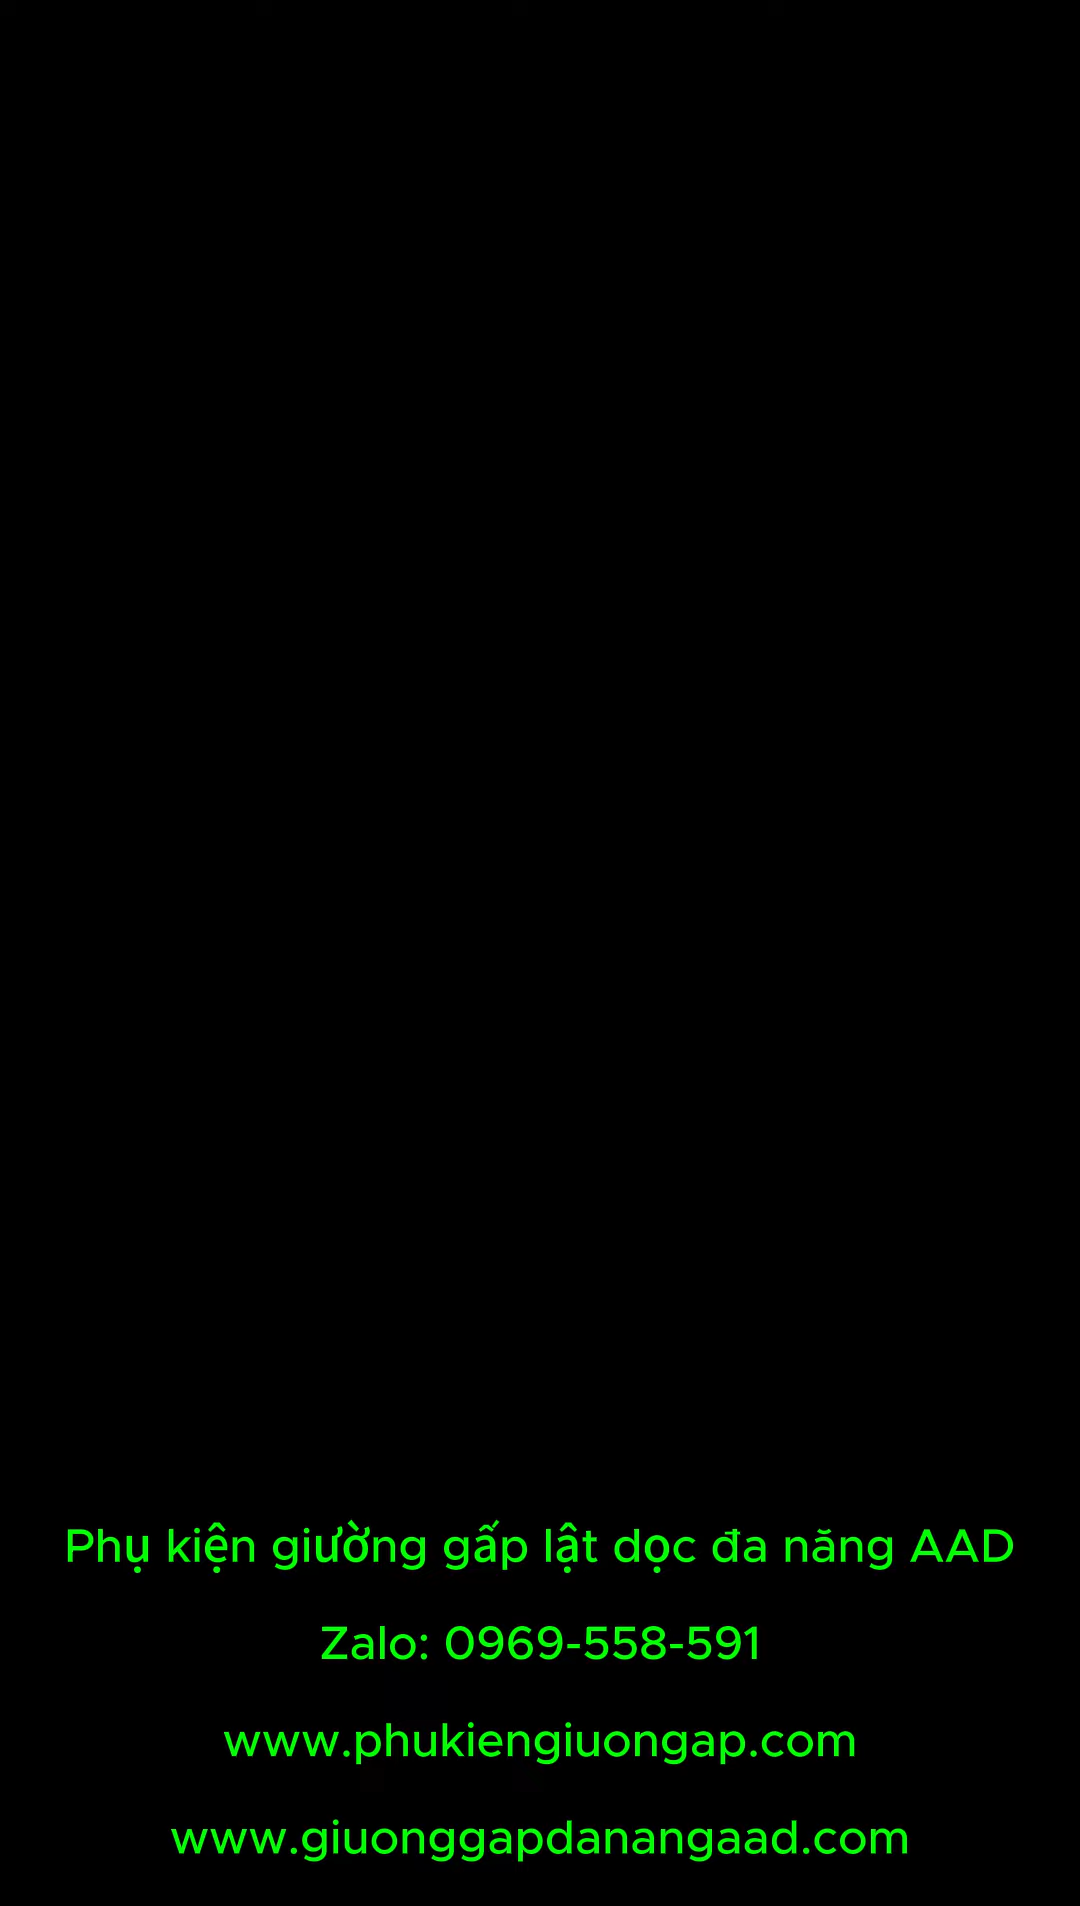 Phụ kiện giường gấp lật dọc đa năng AAD
Zalo: 0969-558-591
www.phukiengiuongap.com
www.giuonggapdanangaad.com